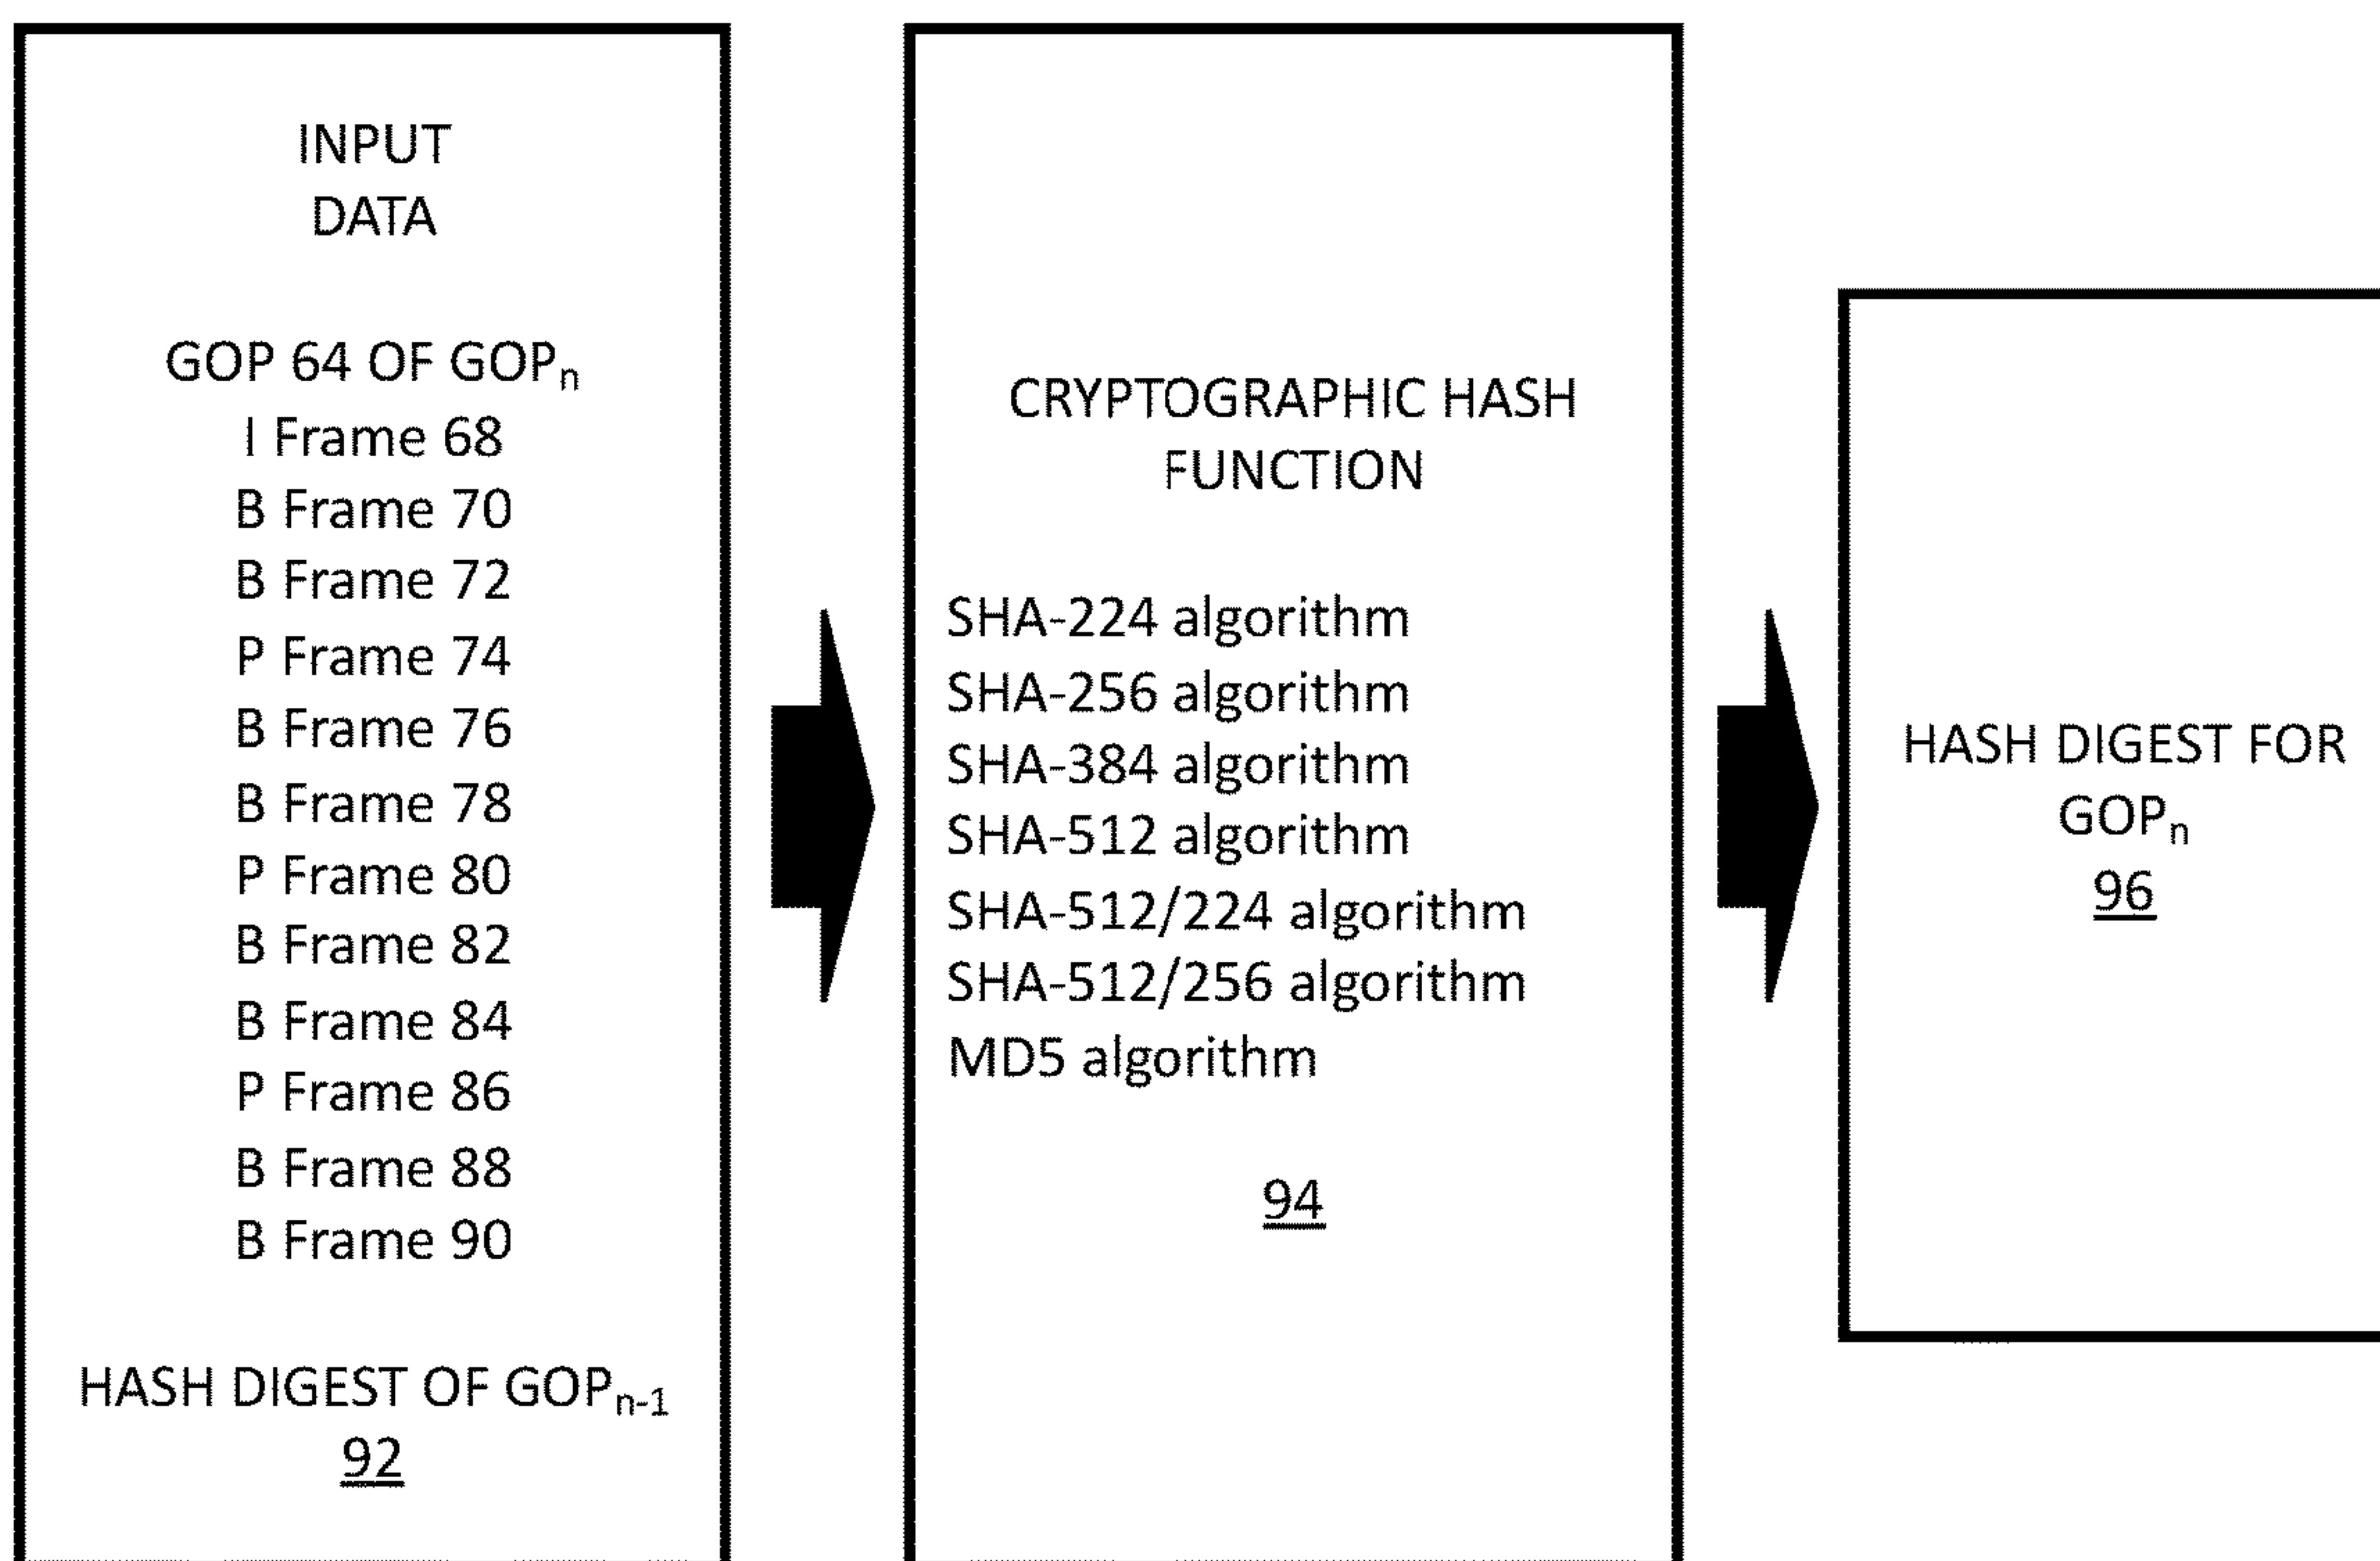 INPUT
DATA
GOP 64 OF GOPₙ
I Frame 68
B Frame 70
B Frame 72
P Frame 74
B Frame 76
B Frame 78
P Frame 80
B Frame 82
B Frame 84
P Frame 86
B Frame 88
B Frame 90
HASH DIGEST OF GOPₙ₋₁
92
CRYPTOGRAPHIC HASH
FUNCTION
SHA-224 algorithm
SHA-256 algorithm
SHA-384 algorithm
SHA-512 algorithm
SHA-512/224 algorithm
SHA-512/256 algorithm
MD5 algorithm
94
HASH DIGEST FOR
GOPₙ
96